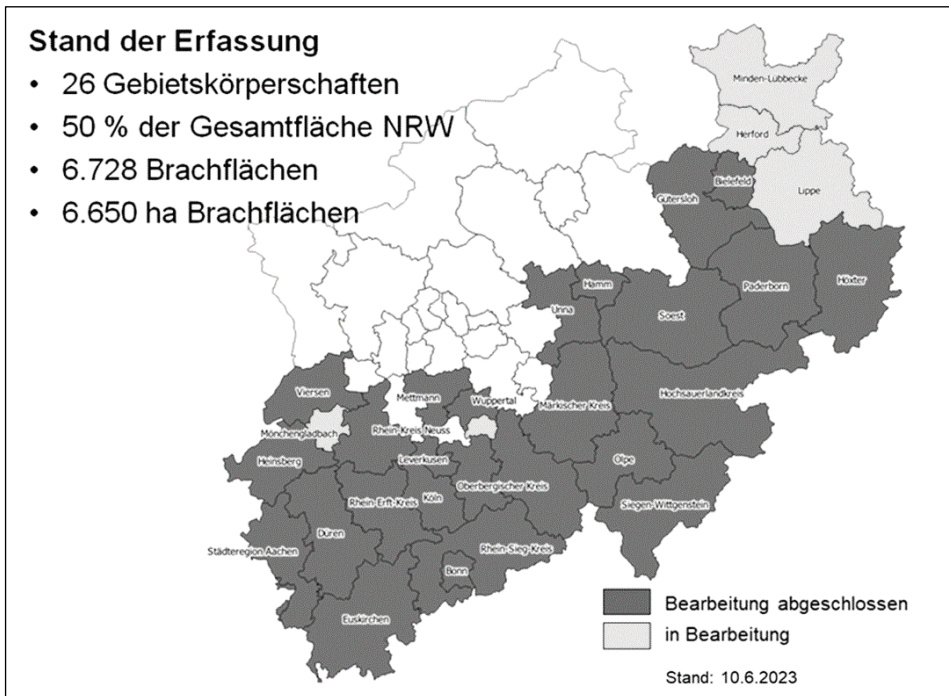 Stand der Erfassung
• 26 Gebietskörperschaften
• 50 % der Gesamtfläche NRW
• 6.728 Brachflächen
• 6.650 ha Brachflächen
Minden-Lübbecke
Herford
Bielefeld
Lippe
Gütersloh
Höxter
Paderborn
Hamm
Unna
Soest
Viersen
Mettmann
Wuppertal
Märkischer Kreis
Hochsauerlandkreis
Mönchengladbach
Rhein-Kreis Neuss
Heinsberg
Leverkusen
Olpe
Oberbergischer Kreis
Rhein-Erft-Kreis
Köln
Siegen-Wittgenstein
Düren
Städteregion Aachen
Rhein-Sieg-Kreis
Bonn
Euskirchen
Bearbeitung abgeschlossen
in Bearbeitung
Stand: 10.6.2023